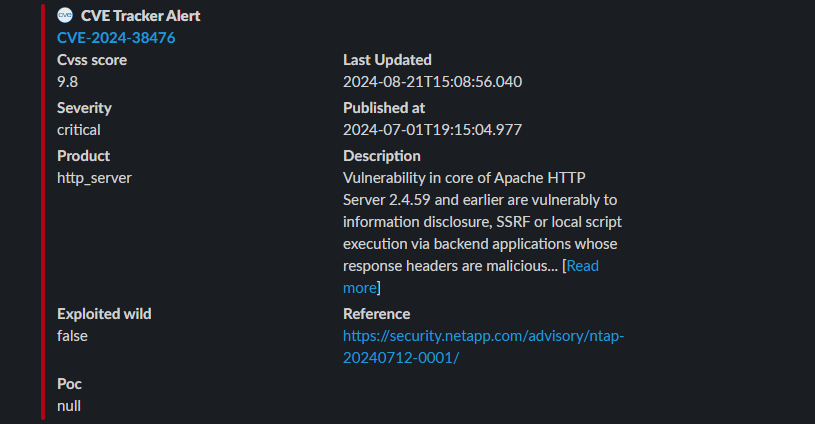 CVE CVE Tracker Alert
CVE-2024-38476
Cvss score
9.8
Last Updated
2024-08-21T15:08:56.040
Severity
critical
Published at
2024-07-01T19:15:04.977
Product
http_server
Description
Vulnerability in core of Apache HTTP
Server 2.4.59 and earlier are vulnerably to
information disclosure, SSRF or local script
execution via backend applications whose
response headers are malicious... [Read
more]
Exploited wild
false
Reference
https://security.netapp.com/advisory/ntap-
20240712-0001/
Poc
null